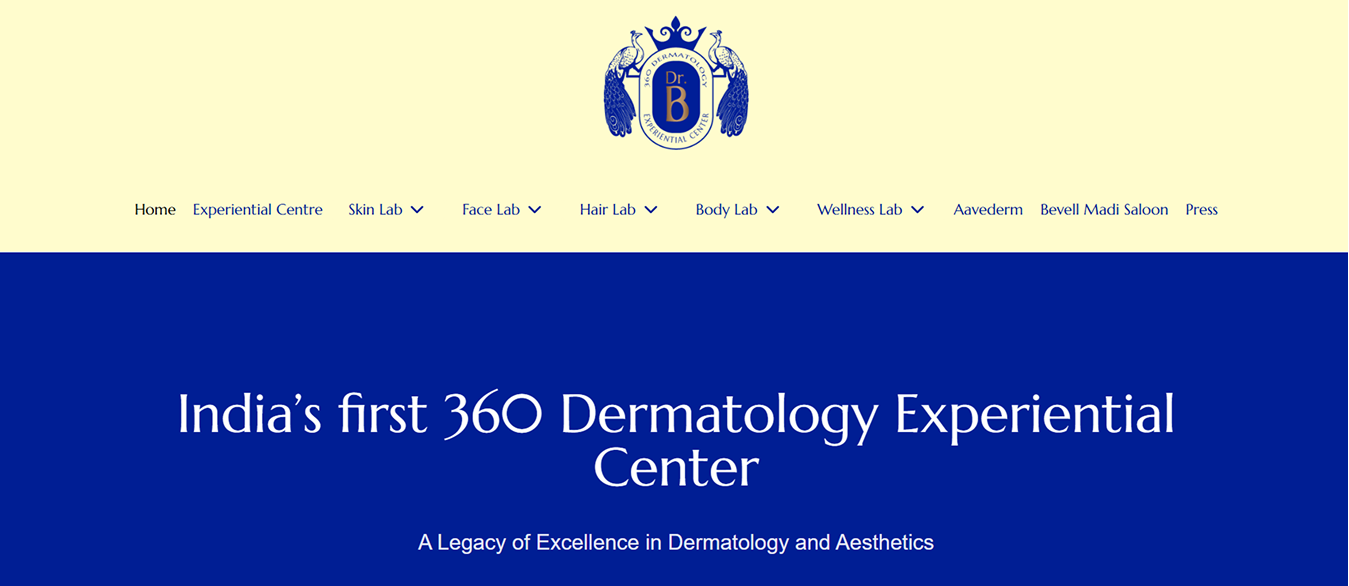 360 DERMATOLOGY
Dr.
B
EXPERIENTIAL CENTER
Home Experiential Centre Skin Lab Face Lab Hair Lab Body Lab Wellness Lab Aavederm Bevell Madi Saloon Press
India’s first 360 Dermatology Experiential
Center
A Legacy of Excellence in Dermatology and Aesthetics